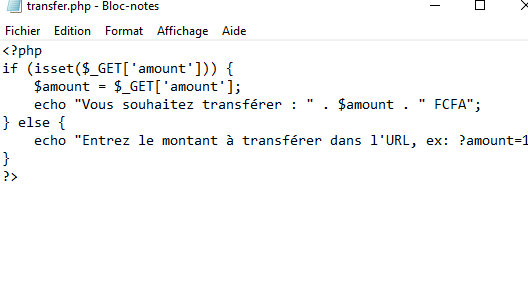 transfer.php - Bloc-notes
Fichier Edition Format Affichage Aide
<?php
if (isset($_GET['amount'])) {
    $amount = $_GET['amount'];
    echo "Vous souhaitez transférer : " . $amount . " FCFA";
} else {
    echo "Entrez le montant à transférer dans l'URL, ex: ?amount=1
}
?>